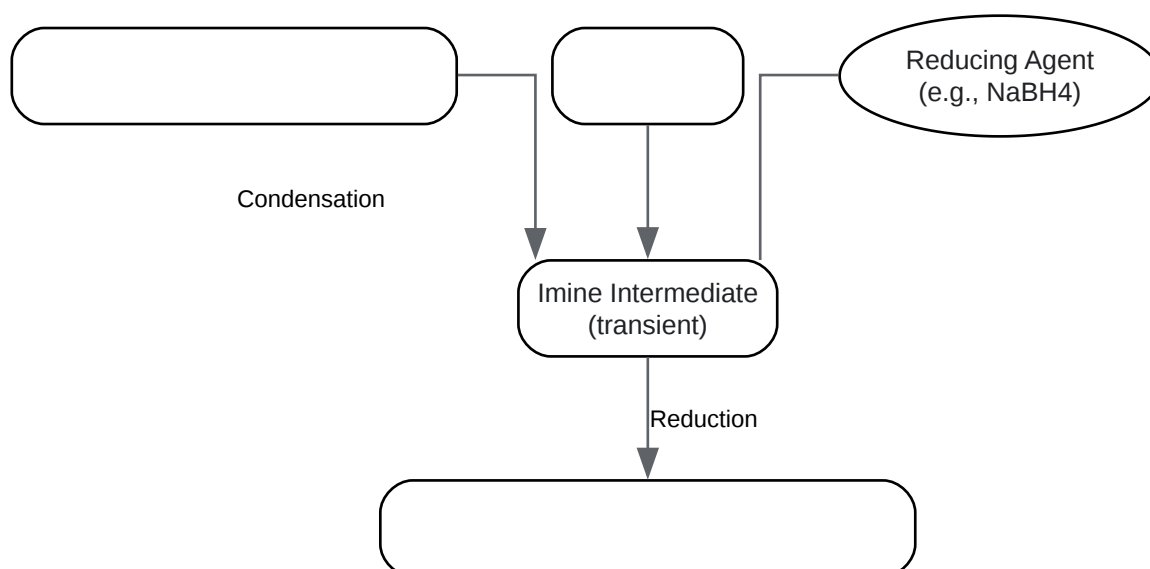 Reducing Agent
(e.g., NaBH4)
Condensation
Imine Intermediate
(transient)
Reduction